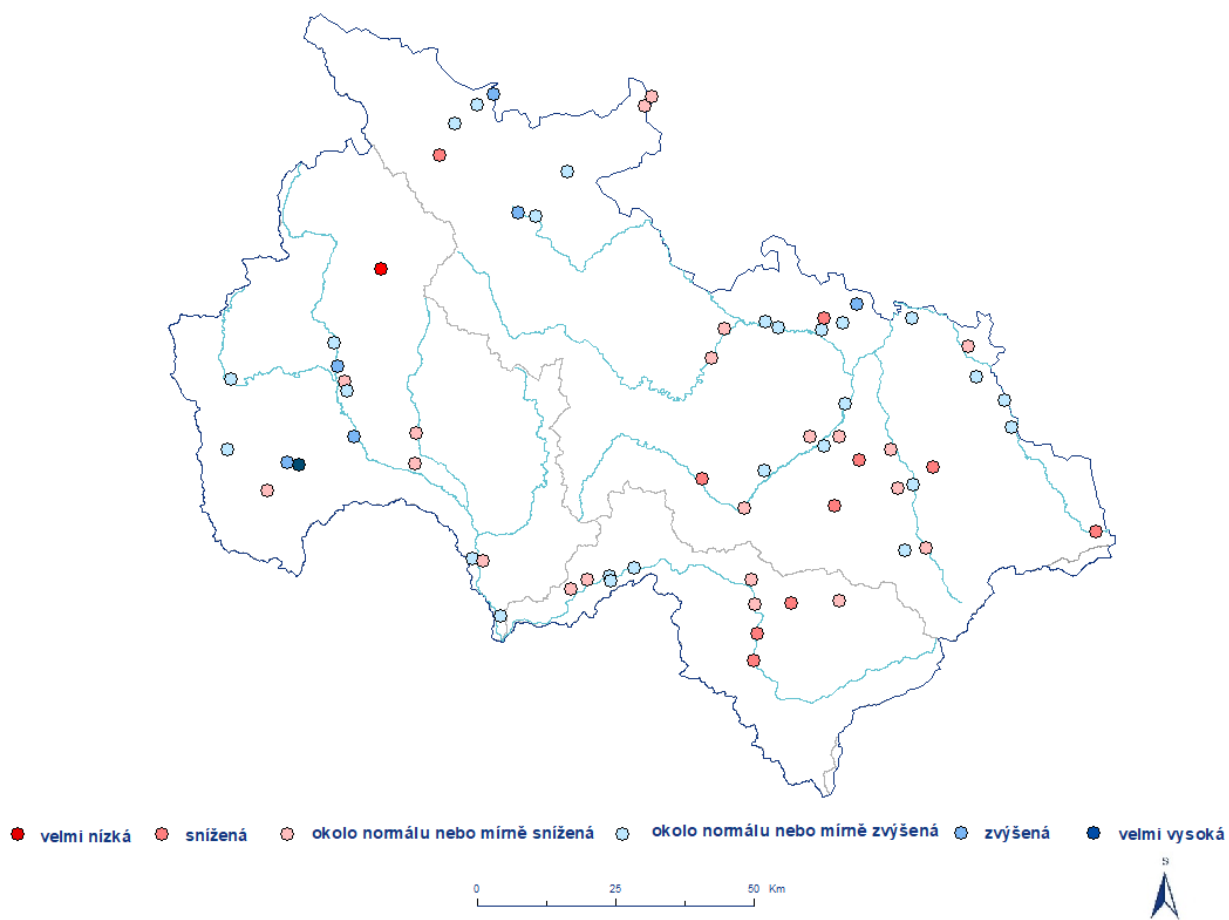 velmi nízká snížená okolo normálu nebo mírně snížená okolo normálu nebo mírně zvýšená zvýšená velmi vysoká
S
0 25 50 Km